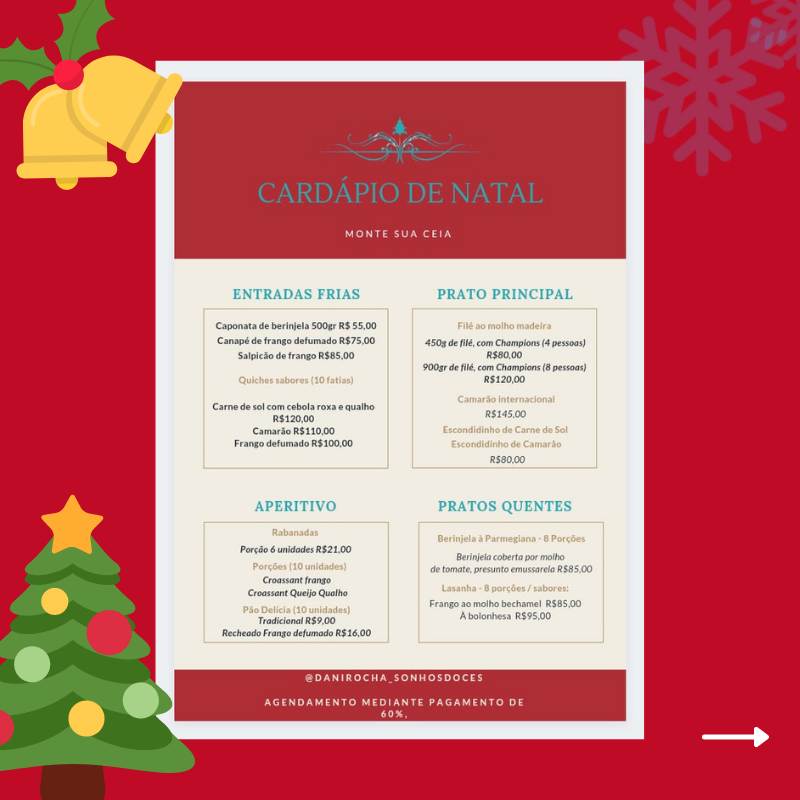 CARDÁPIO DE NATAL
MONTE SUA CEIA
ENTRADAS FRIAS
Caponata de berinjela 500gr R$ 55,00
Canapé de frango defumado R$75,00
Salpicão de frango R$85,00
Quiches sabores (10 fatias)
Carne de sol com cebola roxa e qualho
R$120,00
Camarão R$110,00
Frango defumado R$100,00
PRATO PRINCIPAL
Filé ao molho madeira
450g de filé, com Champions (4 pessoas)
R$80,00
900gr de filé, com Champions (8 pessoas)
R$120,00
Camarão internacional
R$145,00
Escondidinho de Carne de Sol
Escondidinho de Camarão
R$80,00
APERITIVO
Rabanadas
Porção 6 unidades R$21,00
Porções (10 unidades)
Croassant frango
Croassant Queijo Qualho
Pão Delícia (10 unidades)
Tradicional R$9,00
Recheado Frango defumado R$16,00
PRATOS QUENTES
Berinjela à Parmegiana - 8 Porções
Berinjela coberta por molho
de tomate, presunto emussarela R$85,00
Lasanha - 8 porções / sabores:
Frango ao molho bechamel R$85,00
À bolonhesa R$95,00
@DANIROCHA_SONHOSDOCES
AGENDAMENTO MEDIANTE PAGAMENTO DE
60%,